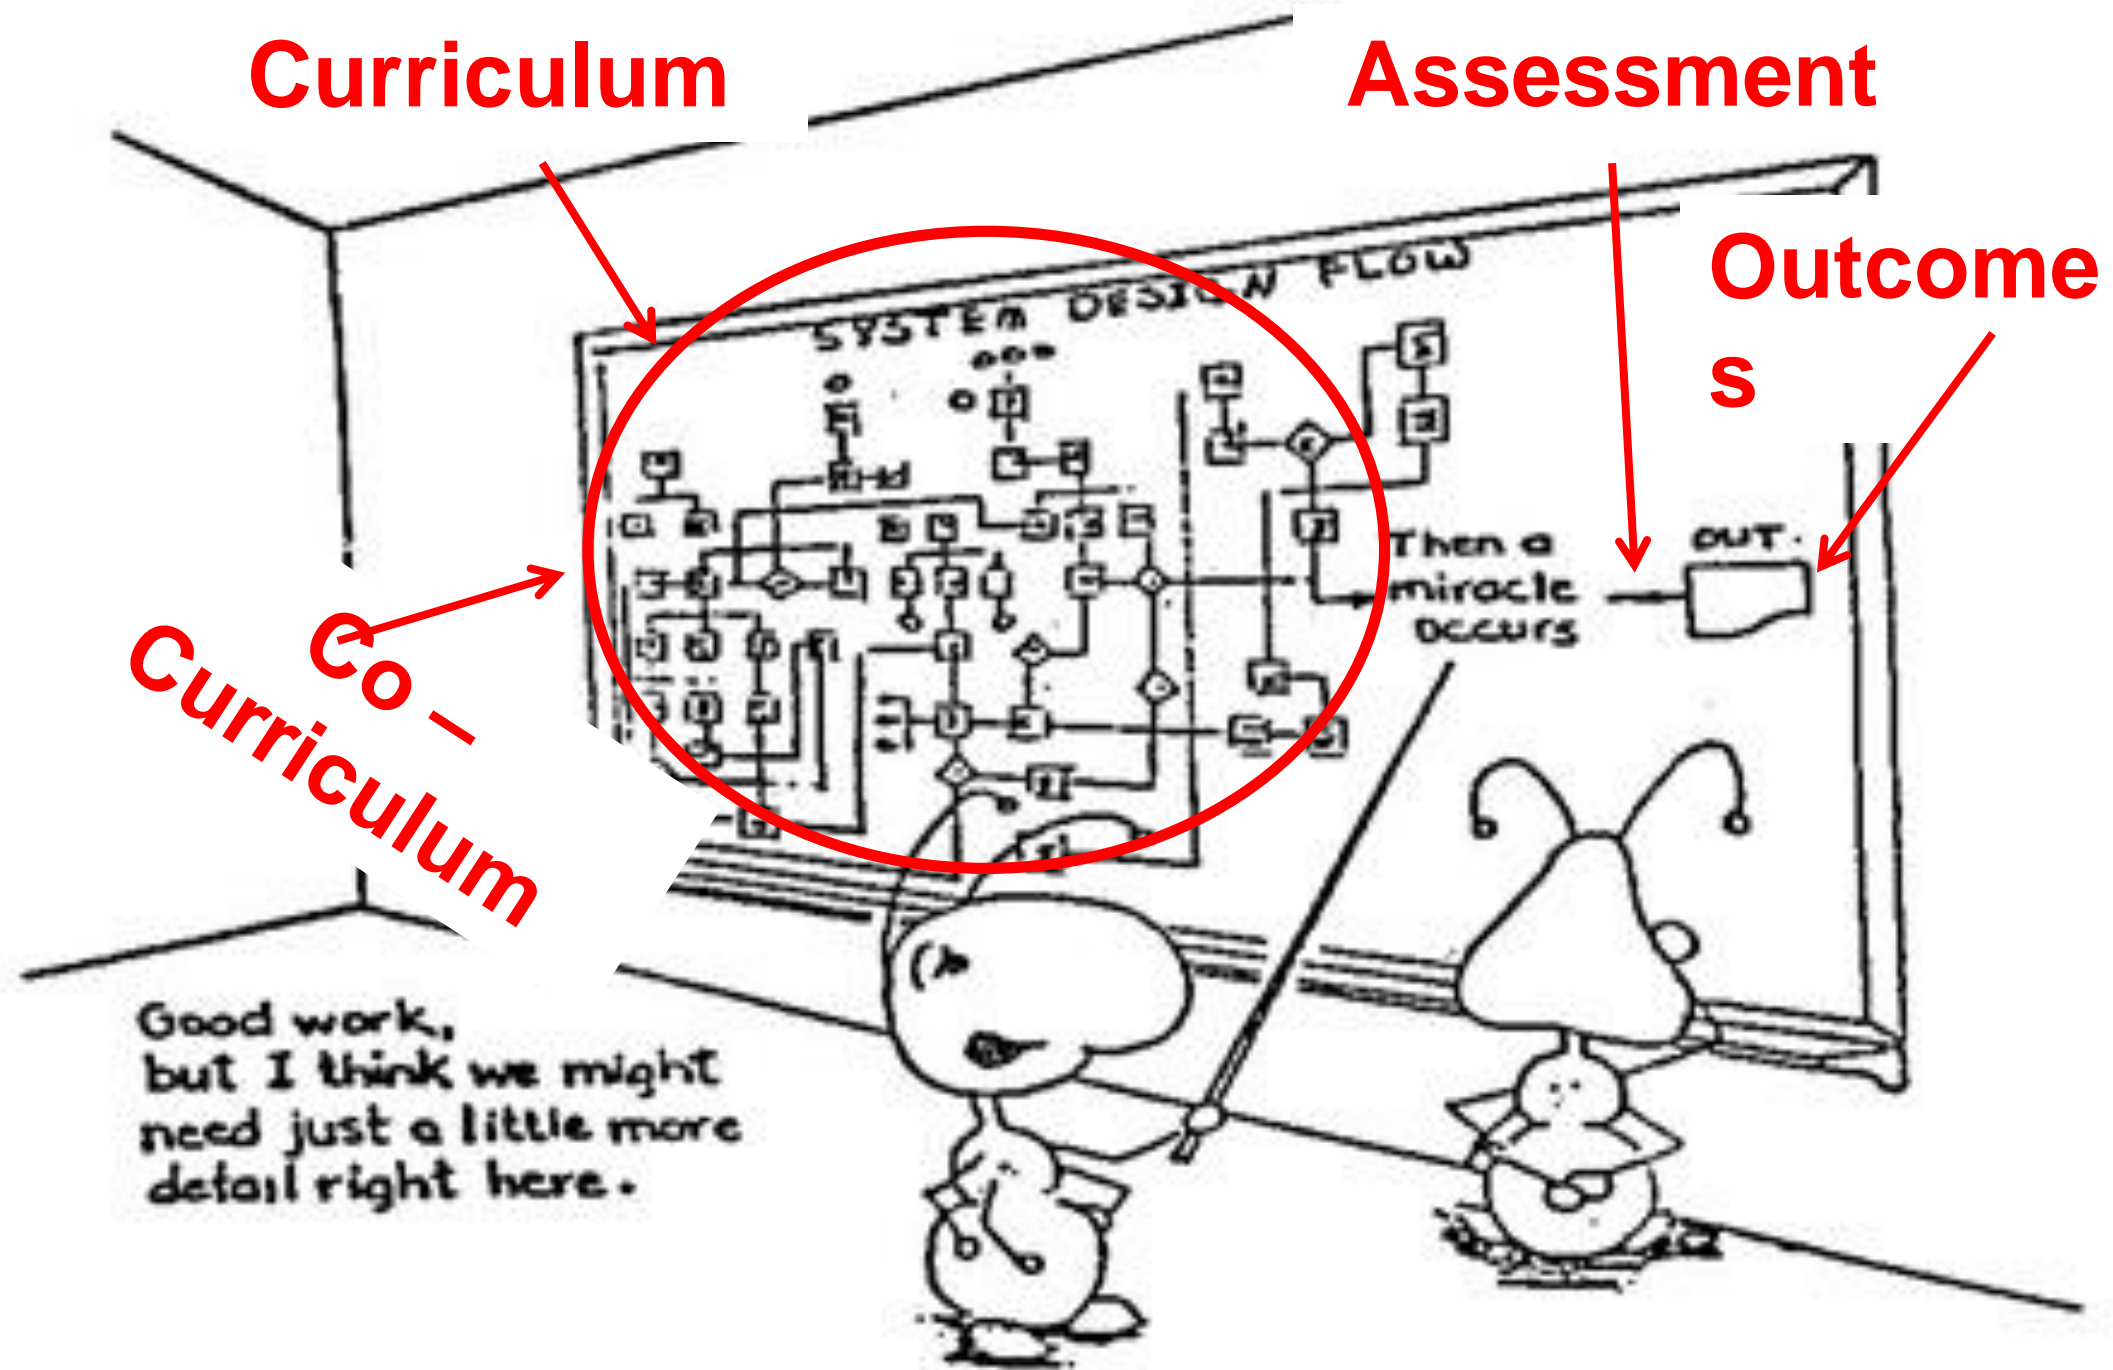 Curriculum
Assessment
Outcome
s
SYSTEM DESIGN FLOW
Then a
miracle
occurs
OUT.
Co –
Curriculum
Good work,
but I think we might
need just a little more
detail right here.